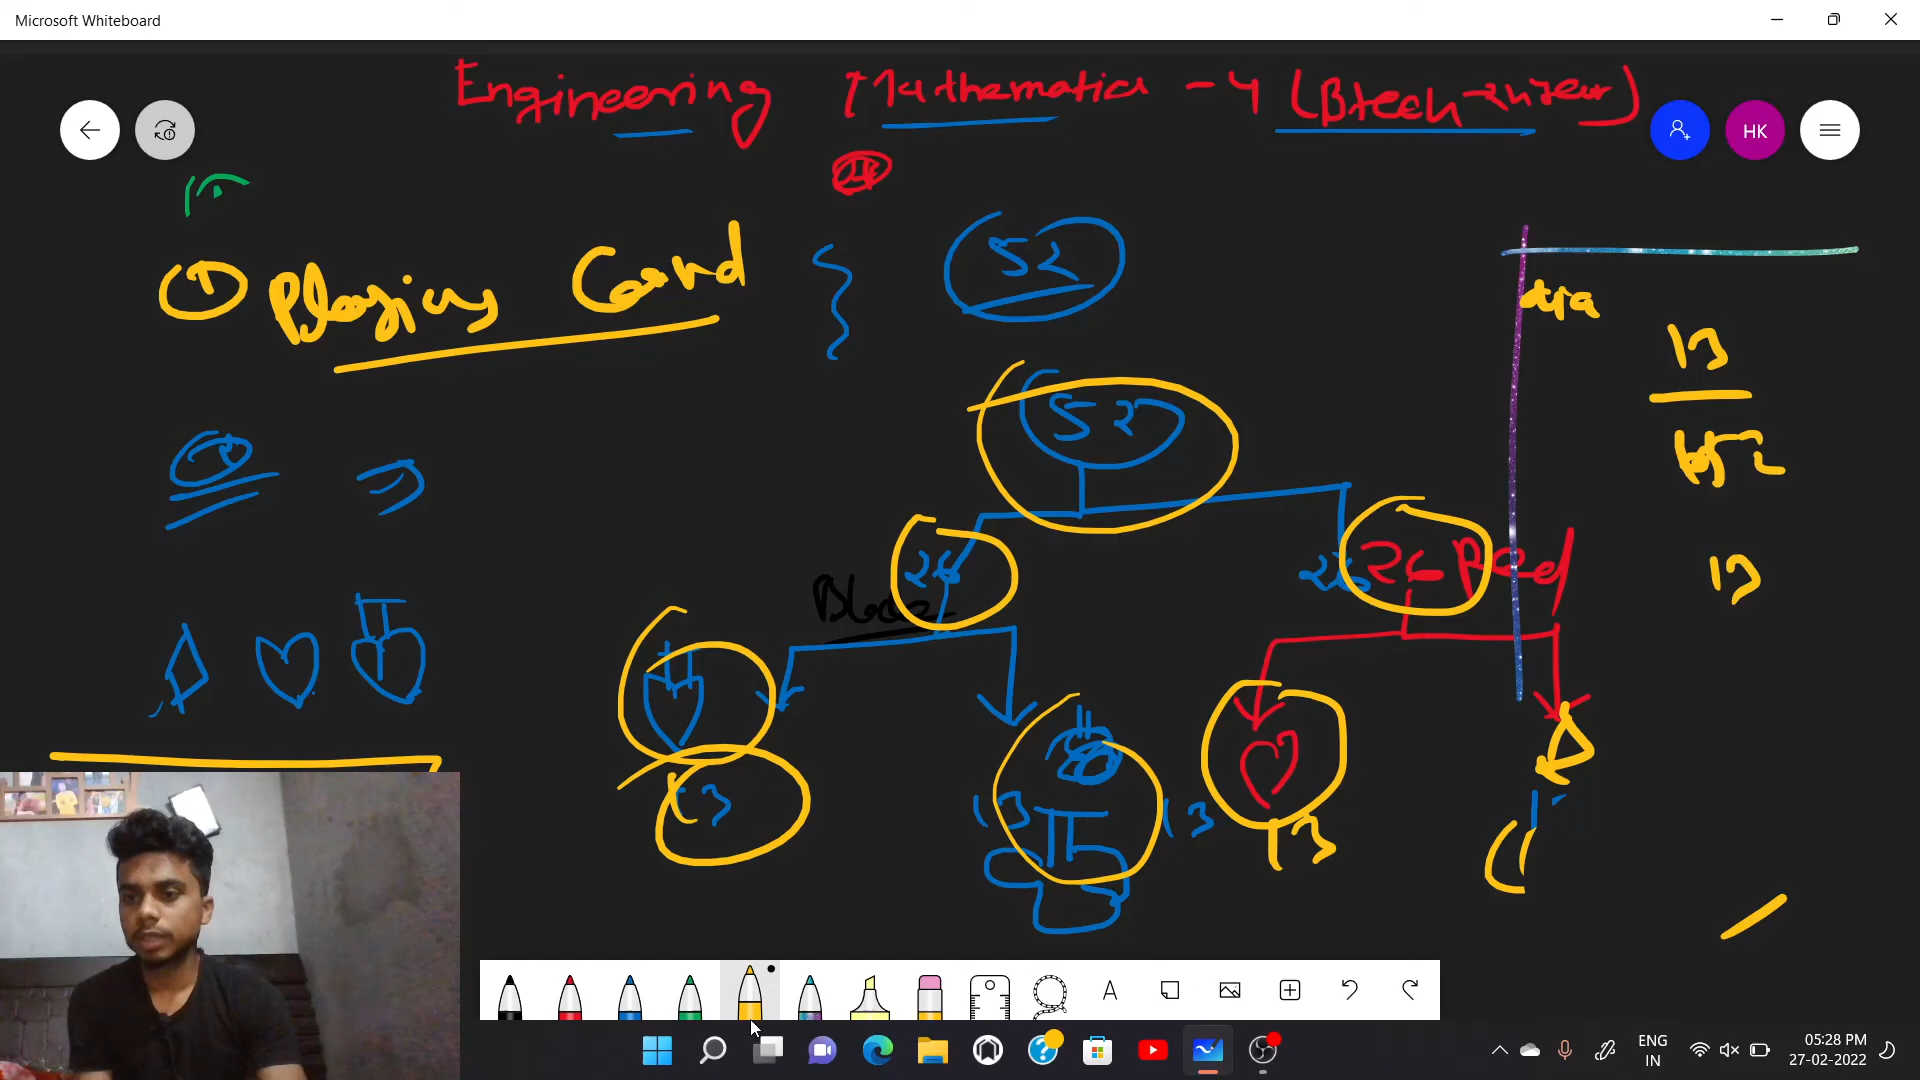 Microsoft Whiteboard
Engineering Mathematics - 4 (Btech - 2nd year)
HK
① Playing Card
52
52
13
52
26
26
26 Red
13
Black
13
13
13
13
A
ENG
IN
05:28 PM
27-02-2022